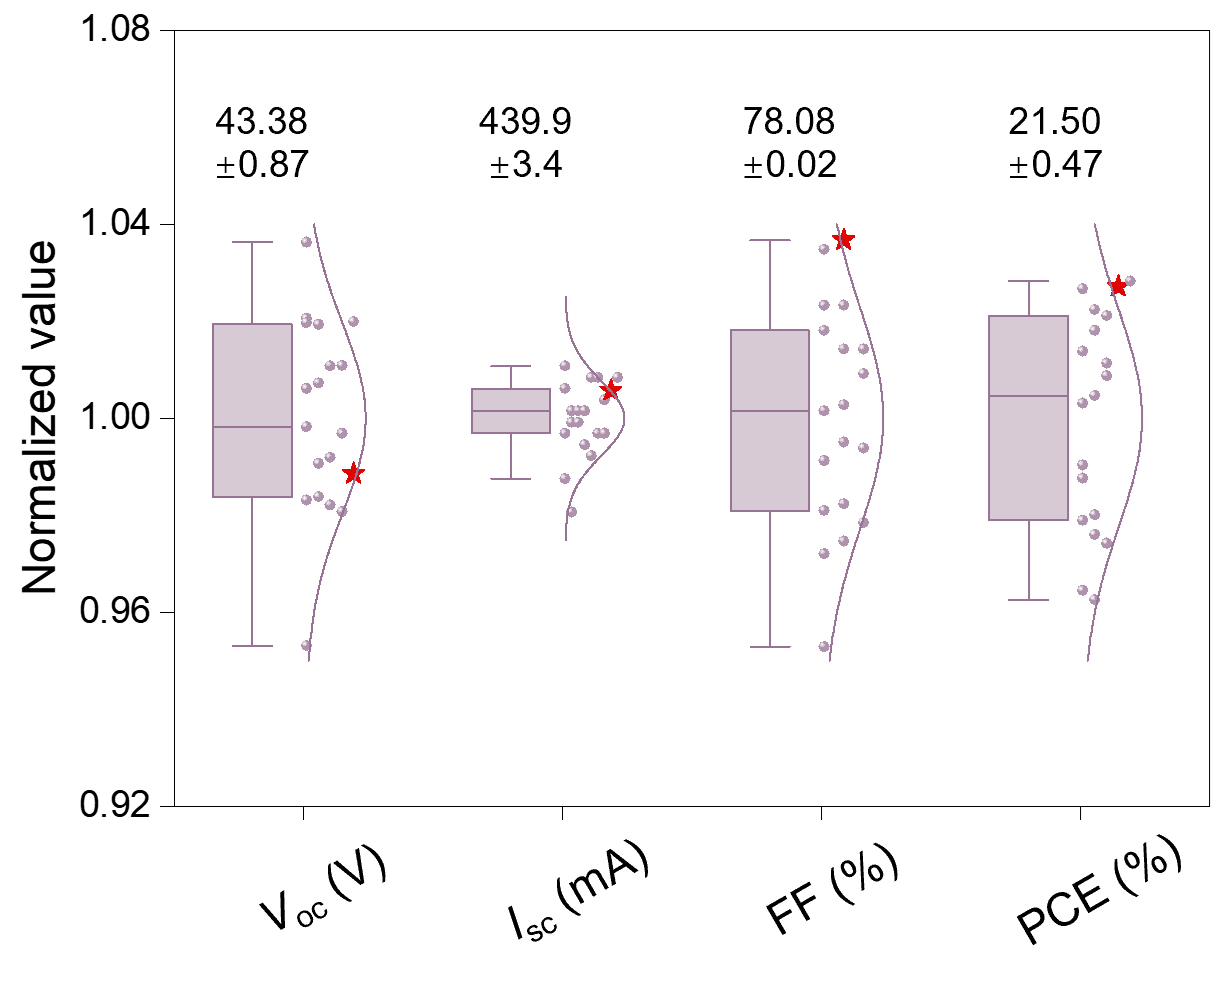 1.08
43.38 439.9 78.08 21.50
±0.87 ±3.4 ±0.02 ±0.47
1.04
Normalized value
1.00
0.96
0.92
Voc (V) Isc (mA) FF (%) PCE (%)